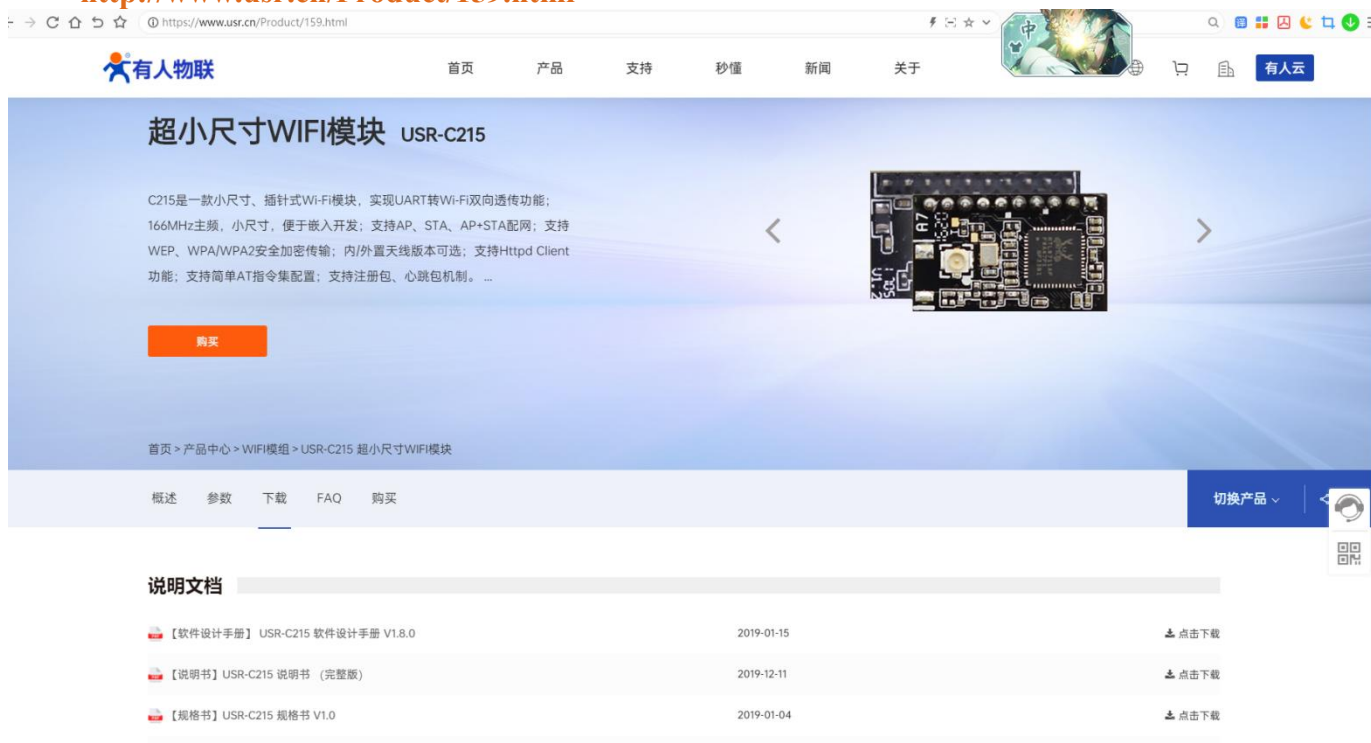 http://www.usr.cn/Product/159.html
https://www.usr.cn/Product/159.html
中
有人物联
首页 产品 支持 秒懂 新闻 关于
有人云
超小尺寸WIFI模块 USR-C215
C215是一款小尺寸、插针式Wi-Fi模块，实现UART转Wi-Fi双向透传功能；
166MHz主频，小尺寸，便于嵌入开发；支持AP、STA、AP+STA配网；支持
WEP、WPA/WPA2安全加密传输；内/外置天线版本可选；支持Httpd Client
功能；支持简单AT指令集配置；支持注册包、心跳包机制。 ...
购买
首页 > 产品中心 > WIFI模组 > USR-C215 超小尺寸WIFI模块
概述 参数 下载 FAQ 购买
切换产品
说明文档
【软件设计手册】 USR-C215 软件设计手册 V1.8.0 2019-01-15 点击下载
【说明书】USR-C215 说明书 （完整版） 2019-12-11 点击下载
【规格书】USR-C215 规格书 V1.0 2019-01-04 点击下载